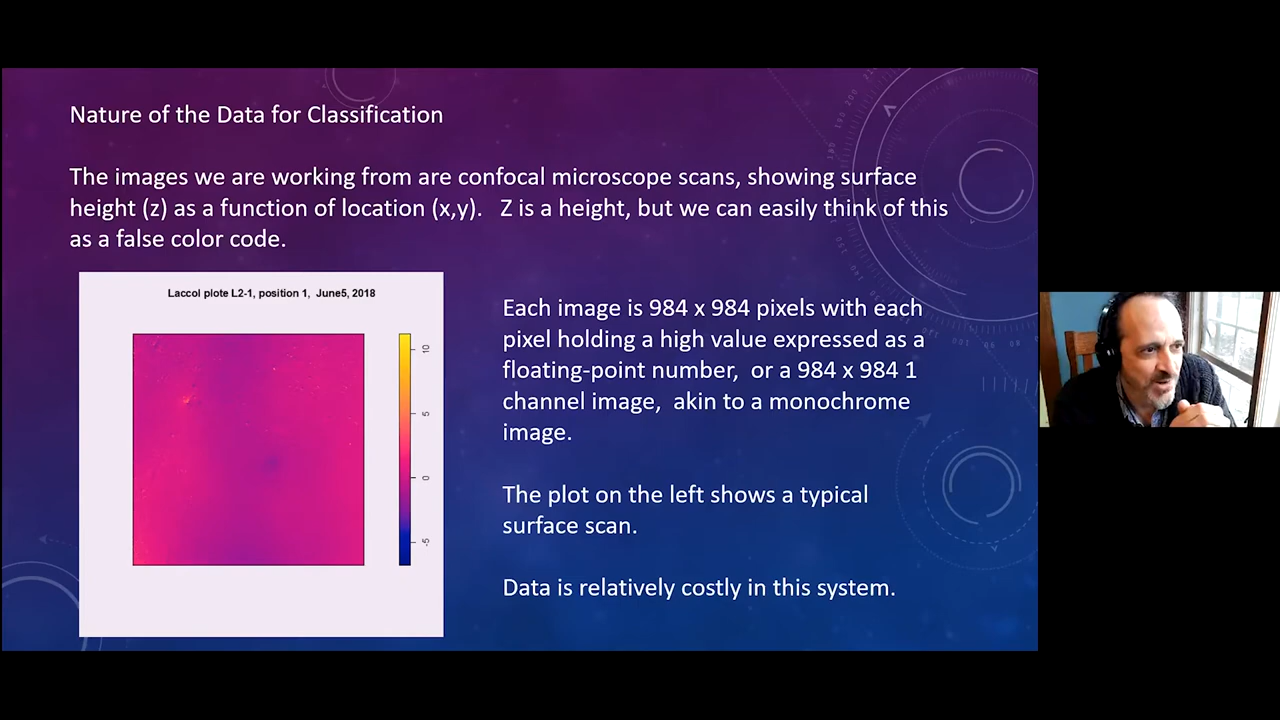 Nature of the Data for Classification
The images we are working from are confocal microscope scans, showing surface
height (z) as a function of location (x,y).   Z is a height, but we can easily think of this
as a false color code.
Laccol plote L2-1, position 1,  June5, 2018
10
5
0
-5
Each image is 984 x 984 pixels with each
pixel holding a high value expressed as a
floating-point number,  or a 984 x 984 1
channel image,  akin to a monochrome
image.
The plot on the left shows a typical
surface scan.
Data is relatively costly in this system.